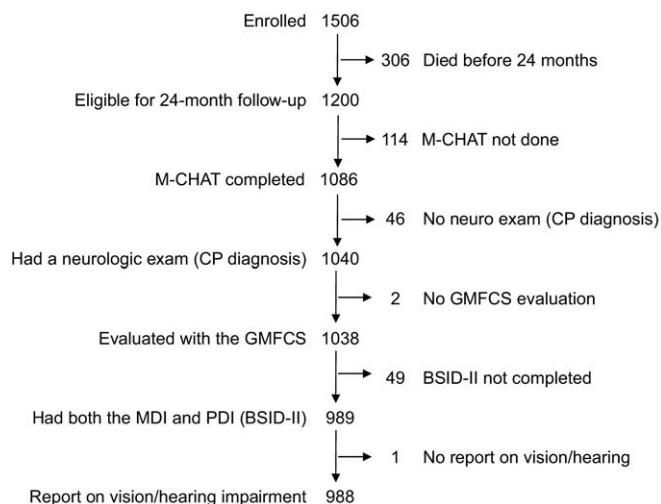 Enrolled 1506
306 Died before 24 months
Eligible for 24-month follow-up 1200
114 M-CHAT not done
M-CHAT completed 1086
46 No neuro exam (CP diagnosis)
Had a neurologic exam (CP diagnosis) 1040
2 No GMFCS evaluation
Evaluated with the GMFCS 1038
49 BSID-II not completed
Had both the MDI and PDI (BSID-II) 989
1 No report on vision/hearing
Report on vision/hearing impairment 988